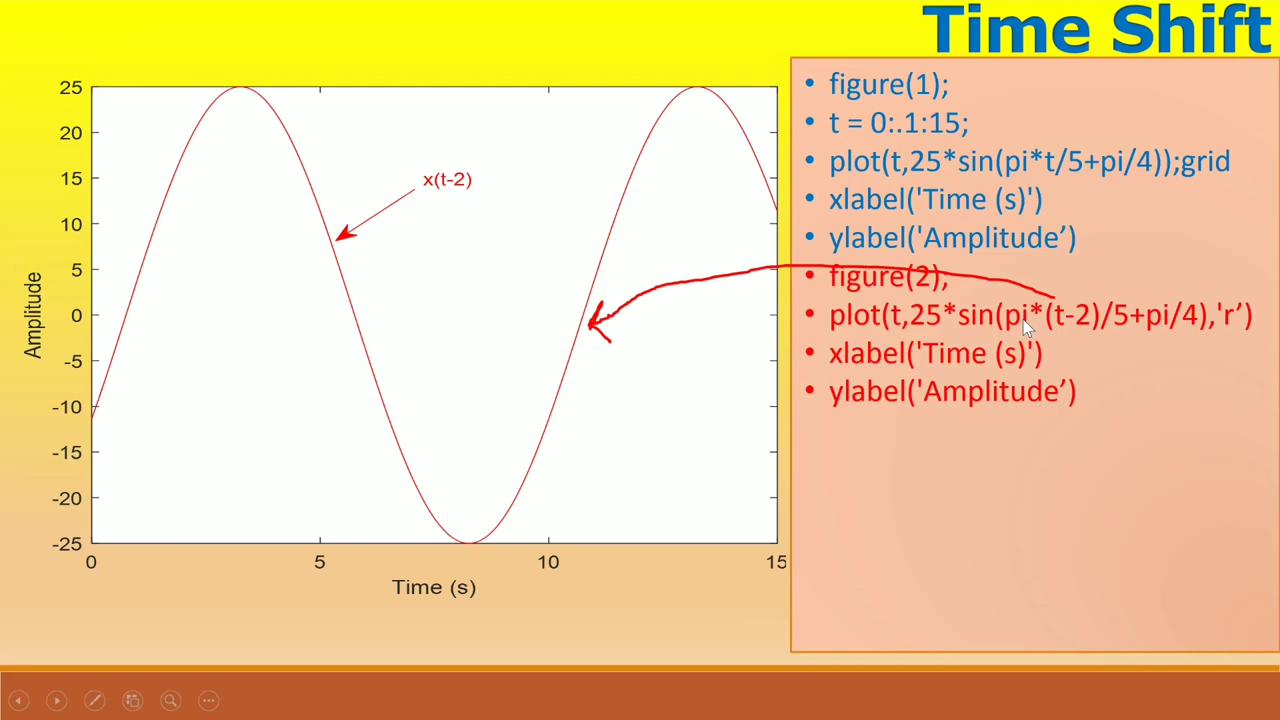 Time Shift
25
20
15
10
5
0
-5
-10
-15
-20
-25
Amplitude
x(t-2)
0 5 10 15
Time (s)
• figure(1);
• t = 0:.1:15;
• plot(t,25*sin(pi*t/5+pi/4));grid
• xlabel('Time (s)')
• ylabel('Amplitude’)
• figure(2);
• plot(t,25*sin(pi*(t-2)/5+pi/4),'r’)
• xlabel('Time (s)')
• ylabel('Amplitude’)